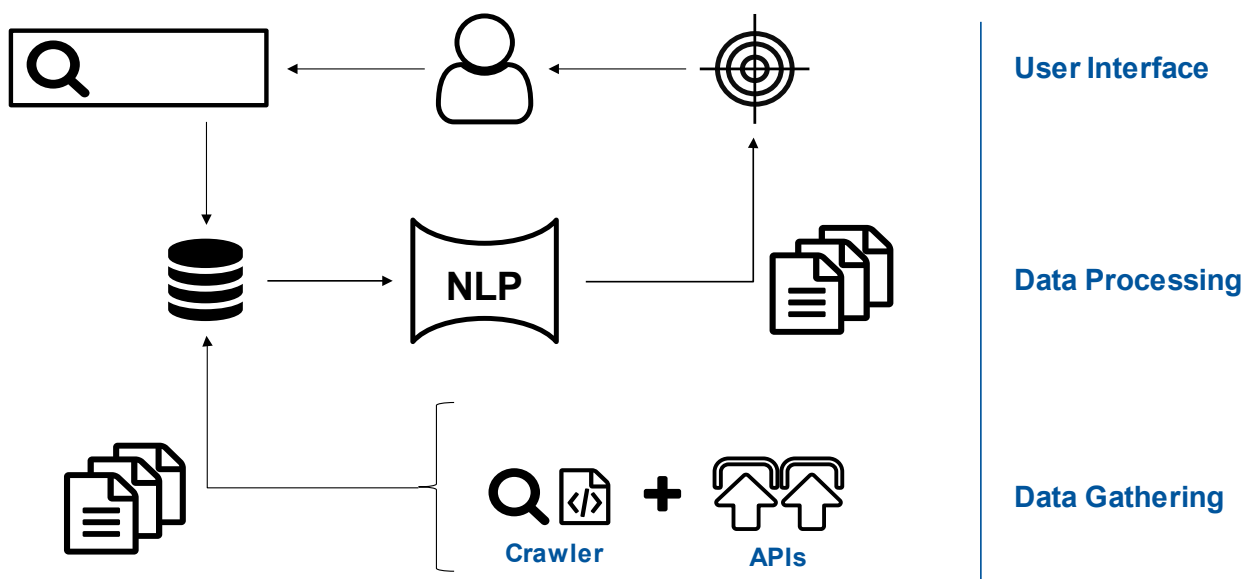 User Interface
NLP
Data Processing
</>
Crawler
+
APIs
Data Gathering